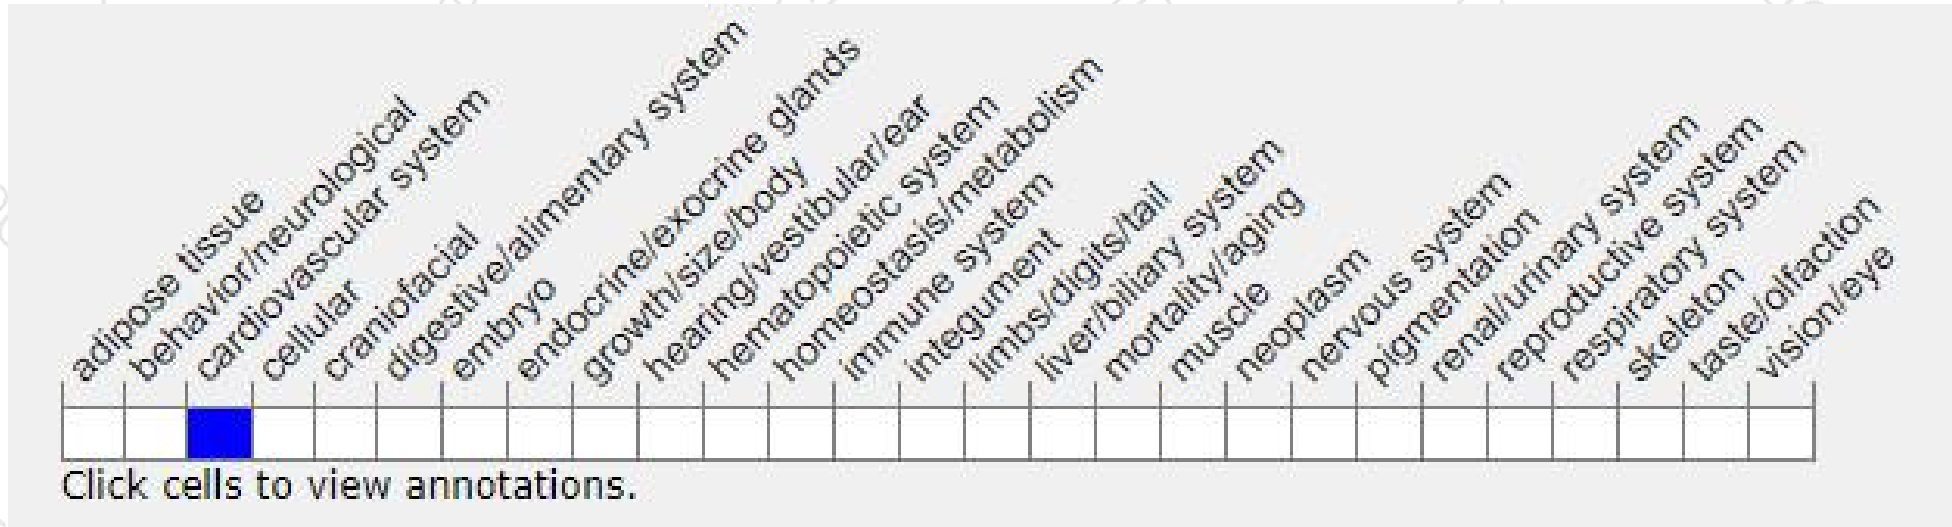 adipose tissue
behavior/neurological
cardiovascular system
cellular
craniofacial
digestive/alimentary system
embryo
endocrine/exocrine glands
growth/size/body
hearing/vestibular/ear
hematopoietic system
homeostasis/metabolism
immune system
integument
limbs/digits/tail
liver/biliary system
mortality/aging
muscle
neoplasm
nervous system
pigmentation
renal/urinary system
reproductive system
respiratory system
skeleton
taste/olfaction
vision/eye
Click cells to view annotations.